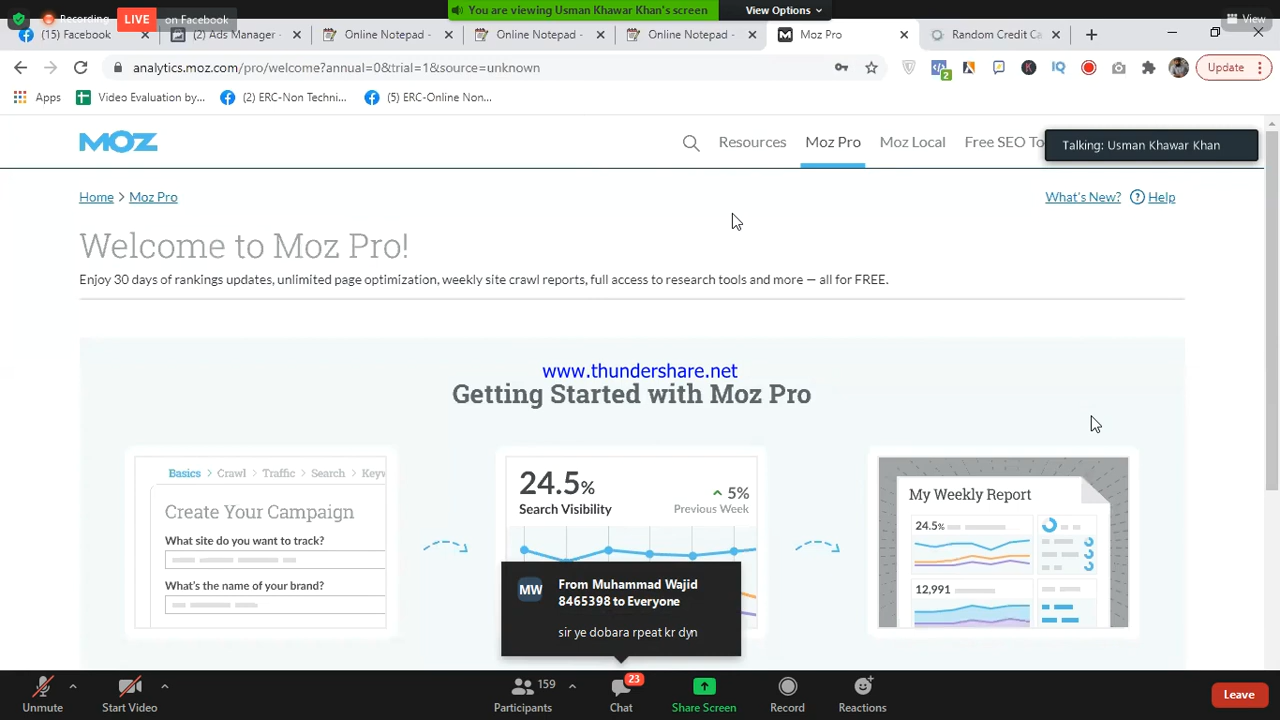 Recording
LIVE
on Facebook
You are viewing Usman Khawar Khan's screen
View Options
View
(15) Facebook
(2) Ads Manager -
Online Notepad -
Online Notepad -
Online Notepad -
Moz Pro
Random Credit Ca
analytics.moz.com/pro/welcome?annual=0&trial=1&source=unknown
2
IQ
K
Update
Apps
Video Evaluation by...
(2) ERC-Non Techni...
(5) ERC-Online Non...
MOZ
Resources
Moz Pro
Moz Local
Free SEO To
Talking: Usman Khawar Khan
Home > Moz Pro
What's New?
? Help
Welcome to Moz Pro!
Enjoy 30 days of rankings updates, unlimited page optimization, weekly site crawl reports, full access to research tools and more — all for FREE.
www.thundershare.net
Getting Started with Moz Pro
Basics > Crawl > Traffic > Search > Keyw
Create Your Campaign
What site do you want to track?
What's the name of your brand?
24.5%
5%
Search Visibility
Previous Week
My Weekly Report
24.5%
12,991
MW
From Muhammad Wajid
8465398 to Everyone
sir ye dobara rpeat kr dyn
Unmute
Start Video
159
Participants
23
Chat
Share Screen
Record
Reactions
Leave